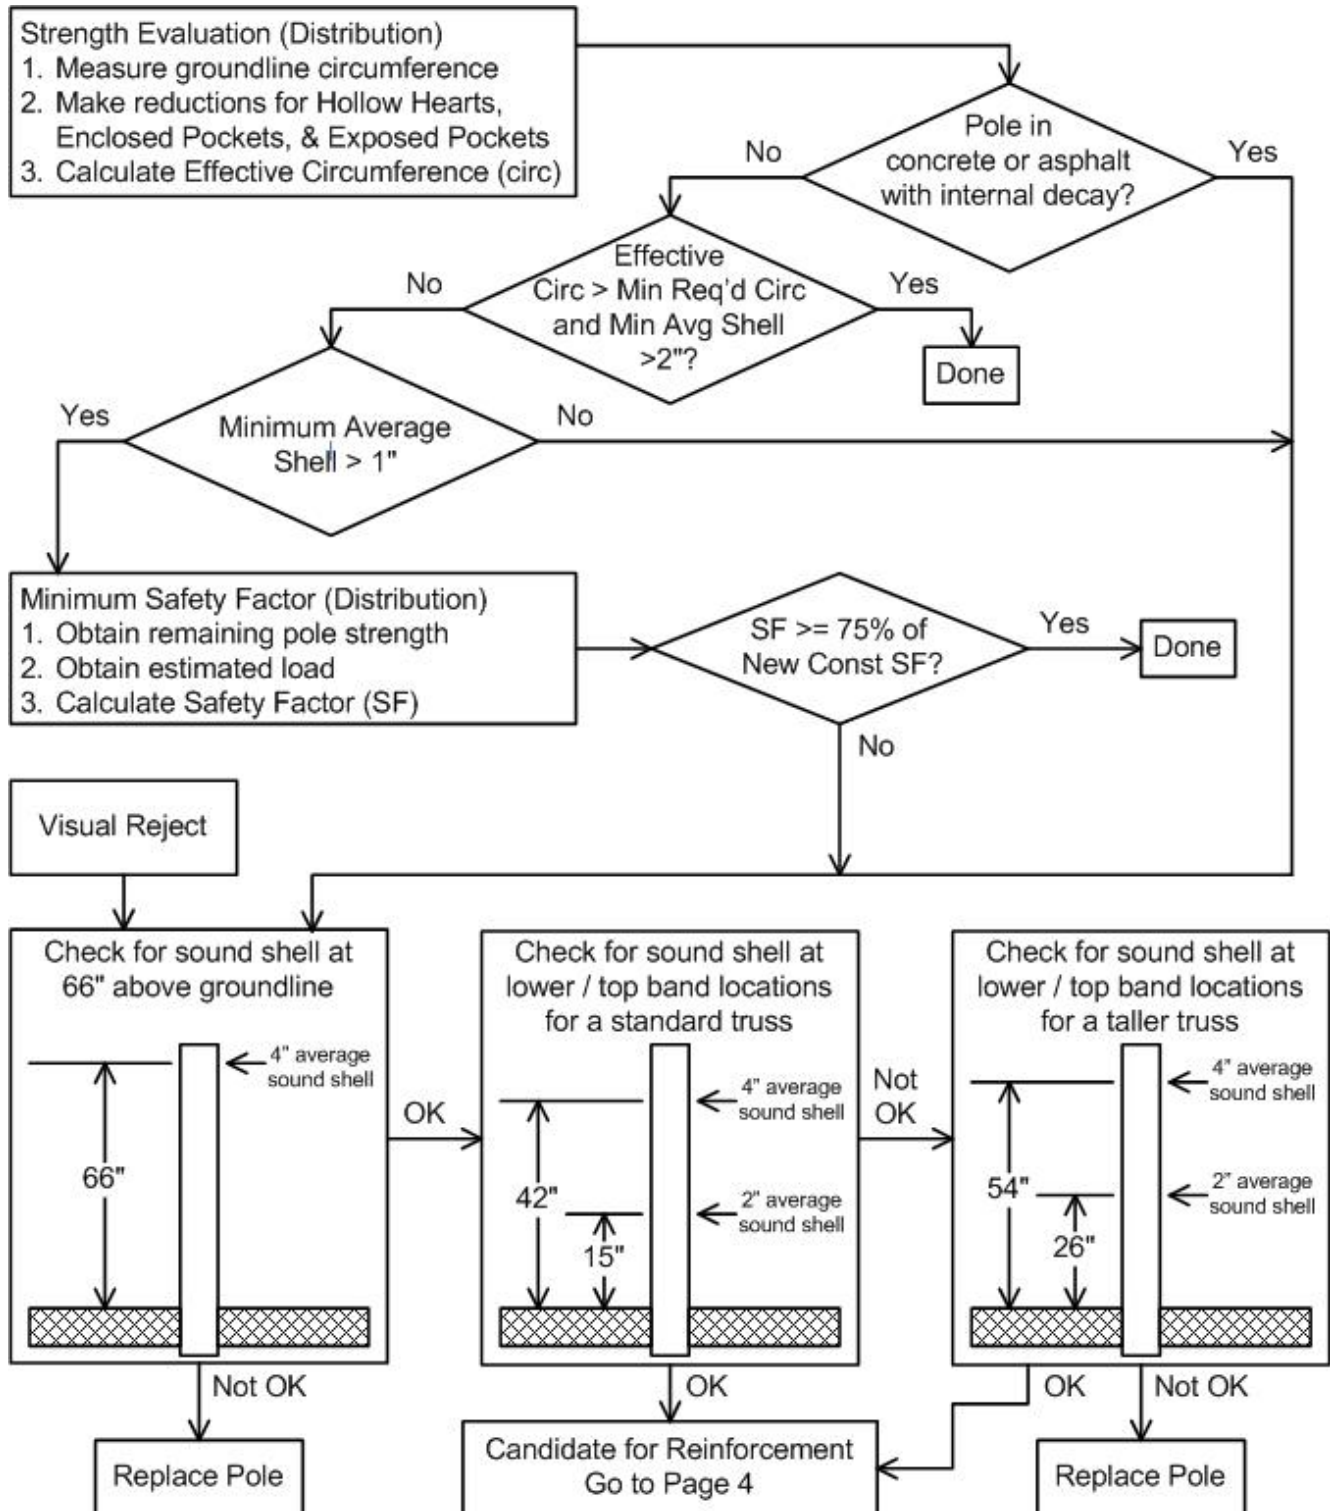 Strength Evaluation (Distribution)
1. Measure groundline circumference
2. Make reductions for Hollow Hearts,
Enclosed Pockets, & Exposed Pockets
3. Calculate Effective Circumference (circ)
Pole in
concrete or asphalt
with internal decay?
No
Yes
Effective
Circ > Min Req'd Circ
and Min Avg Shell
>2"?
No
Yes
Done
Minimum Average
Shell > 1"
Yes
No
Minimum Safety Factor (Distribution)
1. Obtain remaining pole strength
2. Obtain estimated load
3. Calculate Safety Factor (SF)
SF >= 75% of
New Const SF?
Yes
Done
No
Visual Reject
Check for sound shell at
66" above groundline
4" average
sound shell
66"
OK
Not OK
Replace Pole
Check for sound shell at
lower / top band locations
for a standard truss
4" average
sound shell
42"
2" average
sound shell
15"
Not
OK
OK
Candidate for Reinforcement
Go to Page 4
Check for sound shell at
lower / top band locations
for a taller truss
4" average
sound shell
54"
2" average
sound shell
26"
OK
Not OK
Replace Pole